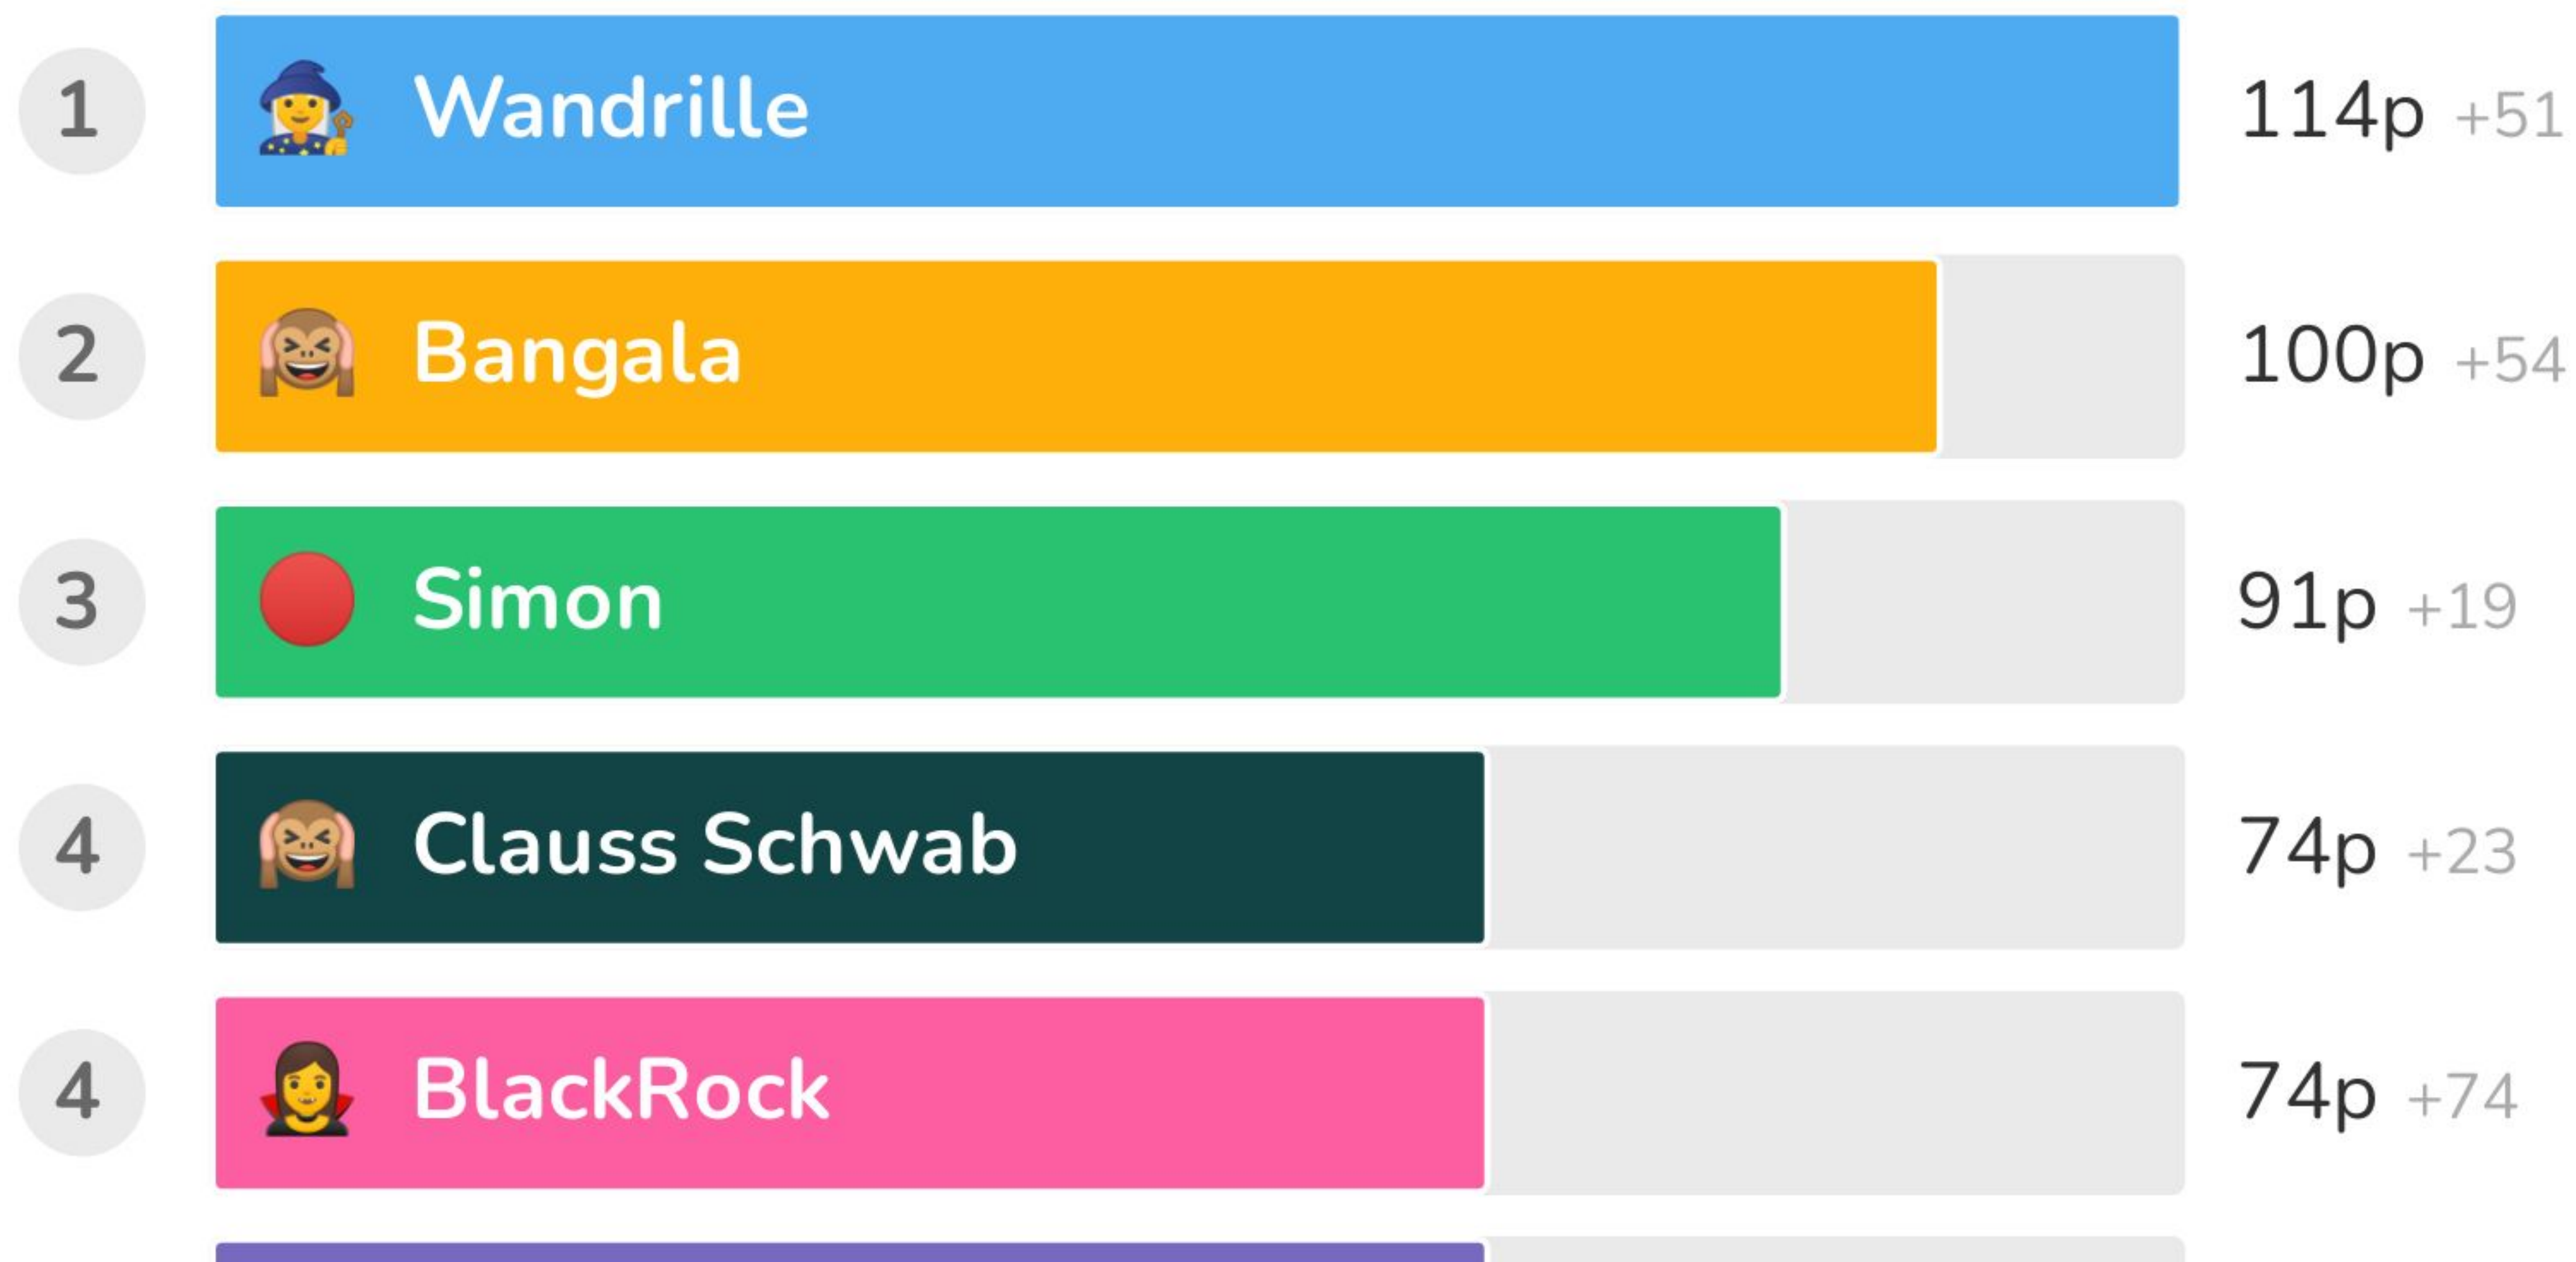 1 Wandrille 114p +51
2 Bangala 100p +54
3 Simon 91p +19
4 Clauss Schwab 74p +23
4 BlackRock 74p +74